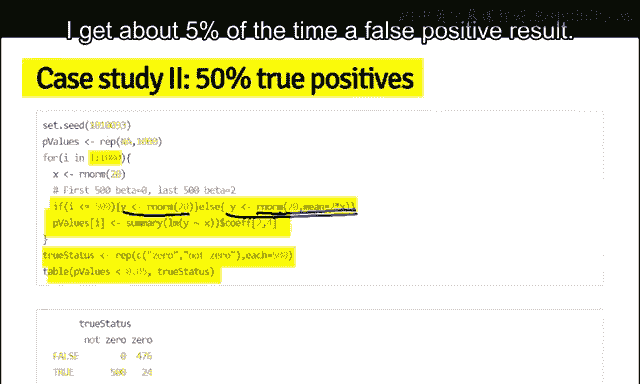 I get about 5% of the time a false positive result.
Case study II: 50% true positives
set.seed(1010093)
pValues <- rep(NA,1000)
for(i in 1:1000){
x <- rnorm(20)
# First 500 beta=0, last 500 beta=2
if(i <= 500){y <- rnorm(20)}else{ y <- rnorm(20,mean=2*x)}
pValues[i] <- summary(lm(y ~ x))$coeff[2,4]
}
trueStatus <- rep(c("zero","not zero"),each=500)
table(pValues < 0.05, trueStatus)
trueStatus
not zero zero
FALSE 0 476
TRUE 500 24